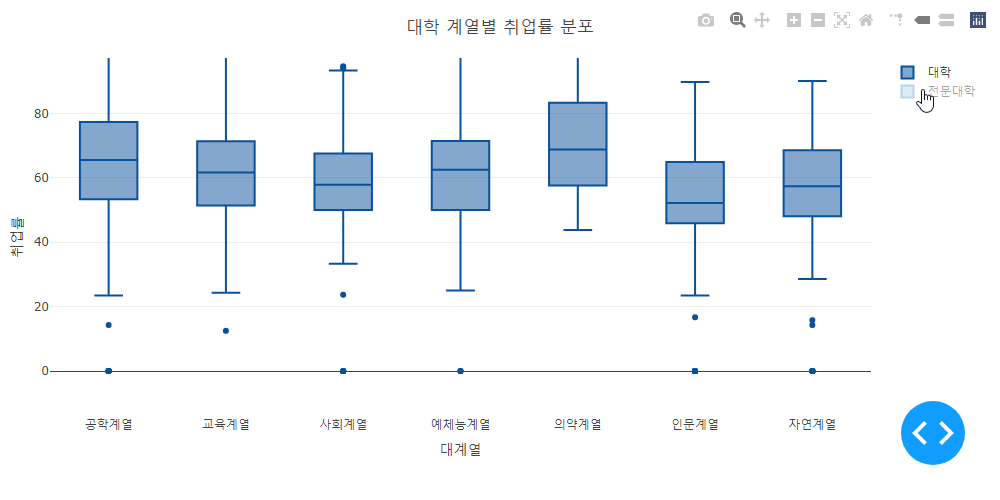 대학 계열별 취업률 분포
대학
전문대학
취업률
80
60
40
20
0
공학계열 교육계열 사회계열 예체능계열 의약계열 인문계열 자연계열
대계열